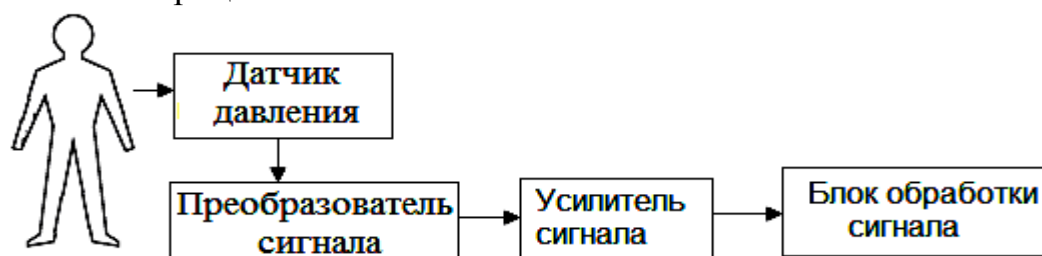 Датчик
давления
Преобразователь
сигнала
Усилитель
сигнала
Блок обработки
сигнала